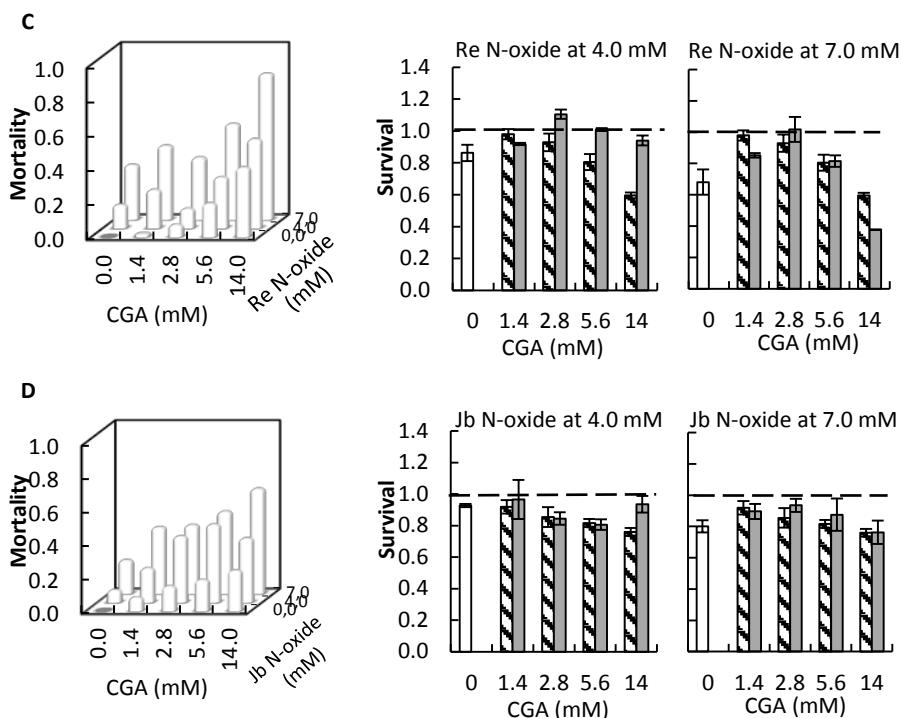 C
Mortality
1.0
0.8
0.6
0.4
0.2
0.0
0.0
1.4
2.8
5.6
14.0
CGA (mM)
7.0
4.0
0,0
Re N-oxide
(mM)
Re N-oxide at 4.0 mM
Survival
1.4
1.2
1.0
0.8
0.6
0.4
0.2
0.0
0 1.4 2.8 5.6 14
CGA (mM)
Re N-oxide at 7.0 mM
0 1.4 2.8 5.6 14
CGA (mM)
D
Mortality
1.0
0.8
0.6
0.4
0.2
0.0
0.0
1.4
2.8
5.6
14.0
CGA (mM)
7.0
4,0
0,0
Jb N-oxide
(mM)
Jb N-oxide at 4.0 mM
Survival
1.4
1.2
1.0
0.8
0.6
0.4
0.2
0.0
0 1.4 2.8 5.6 14
CGA (mM)
Jb N-oxide at 7.0 mM
0 1.4 2.8 5.6 14
CGA (mM)